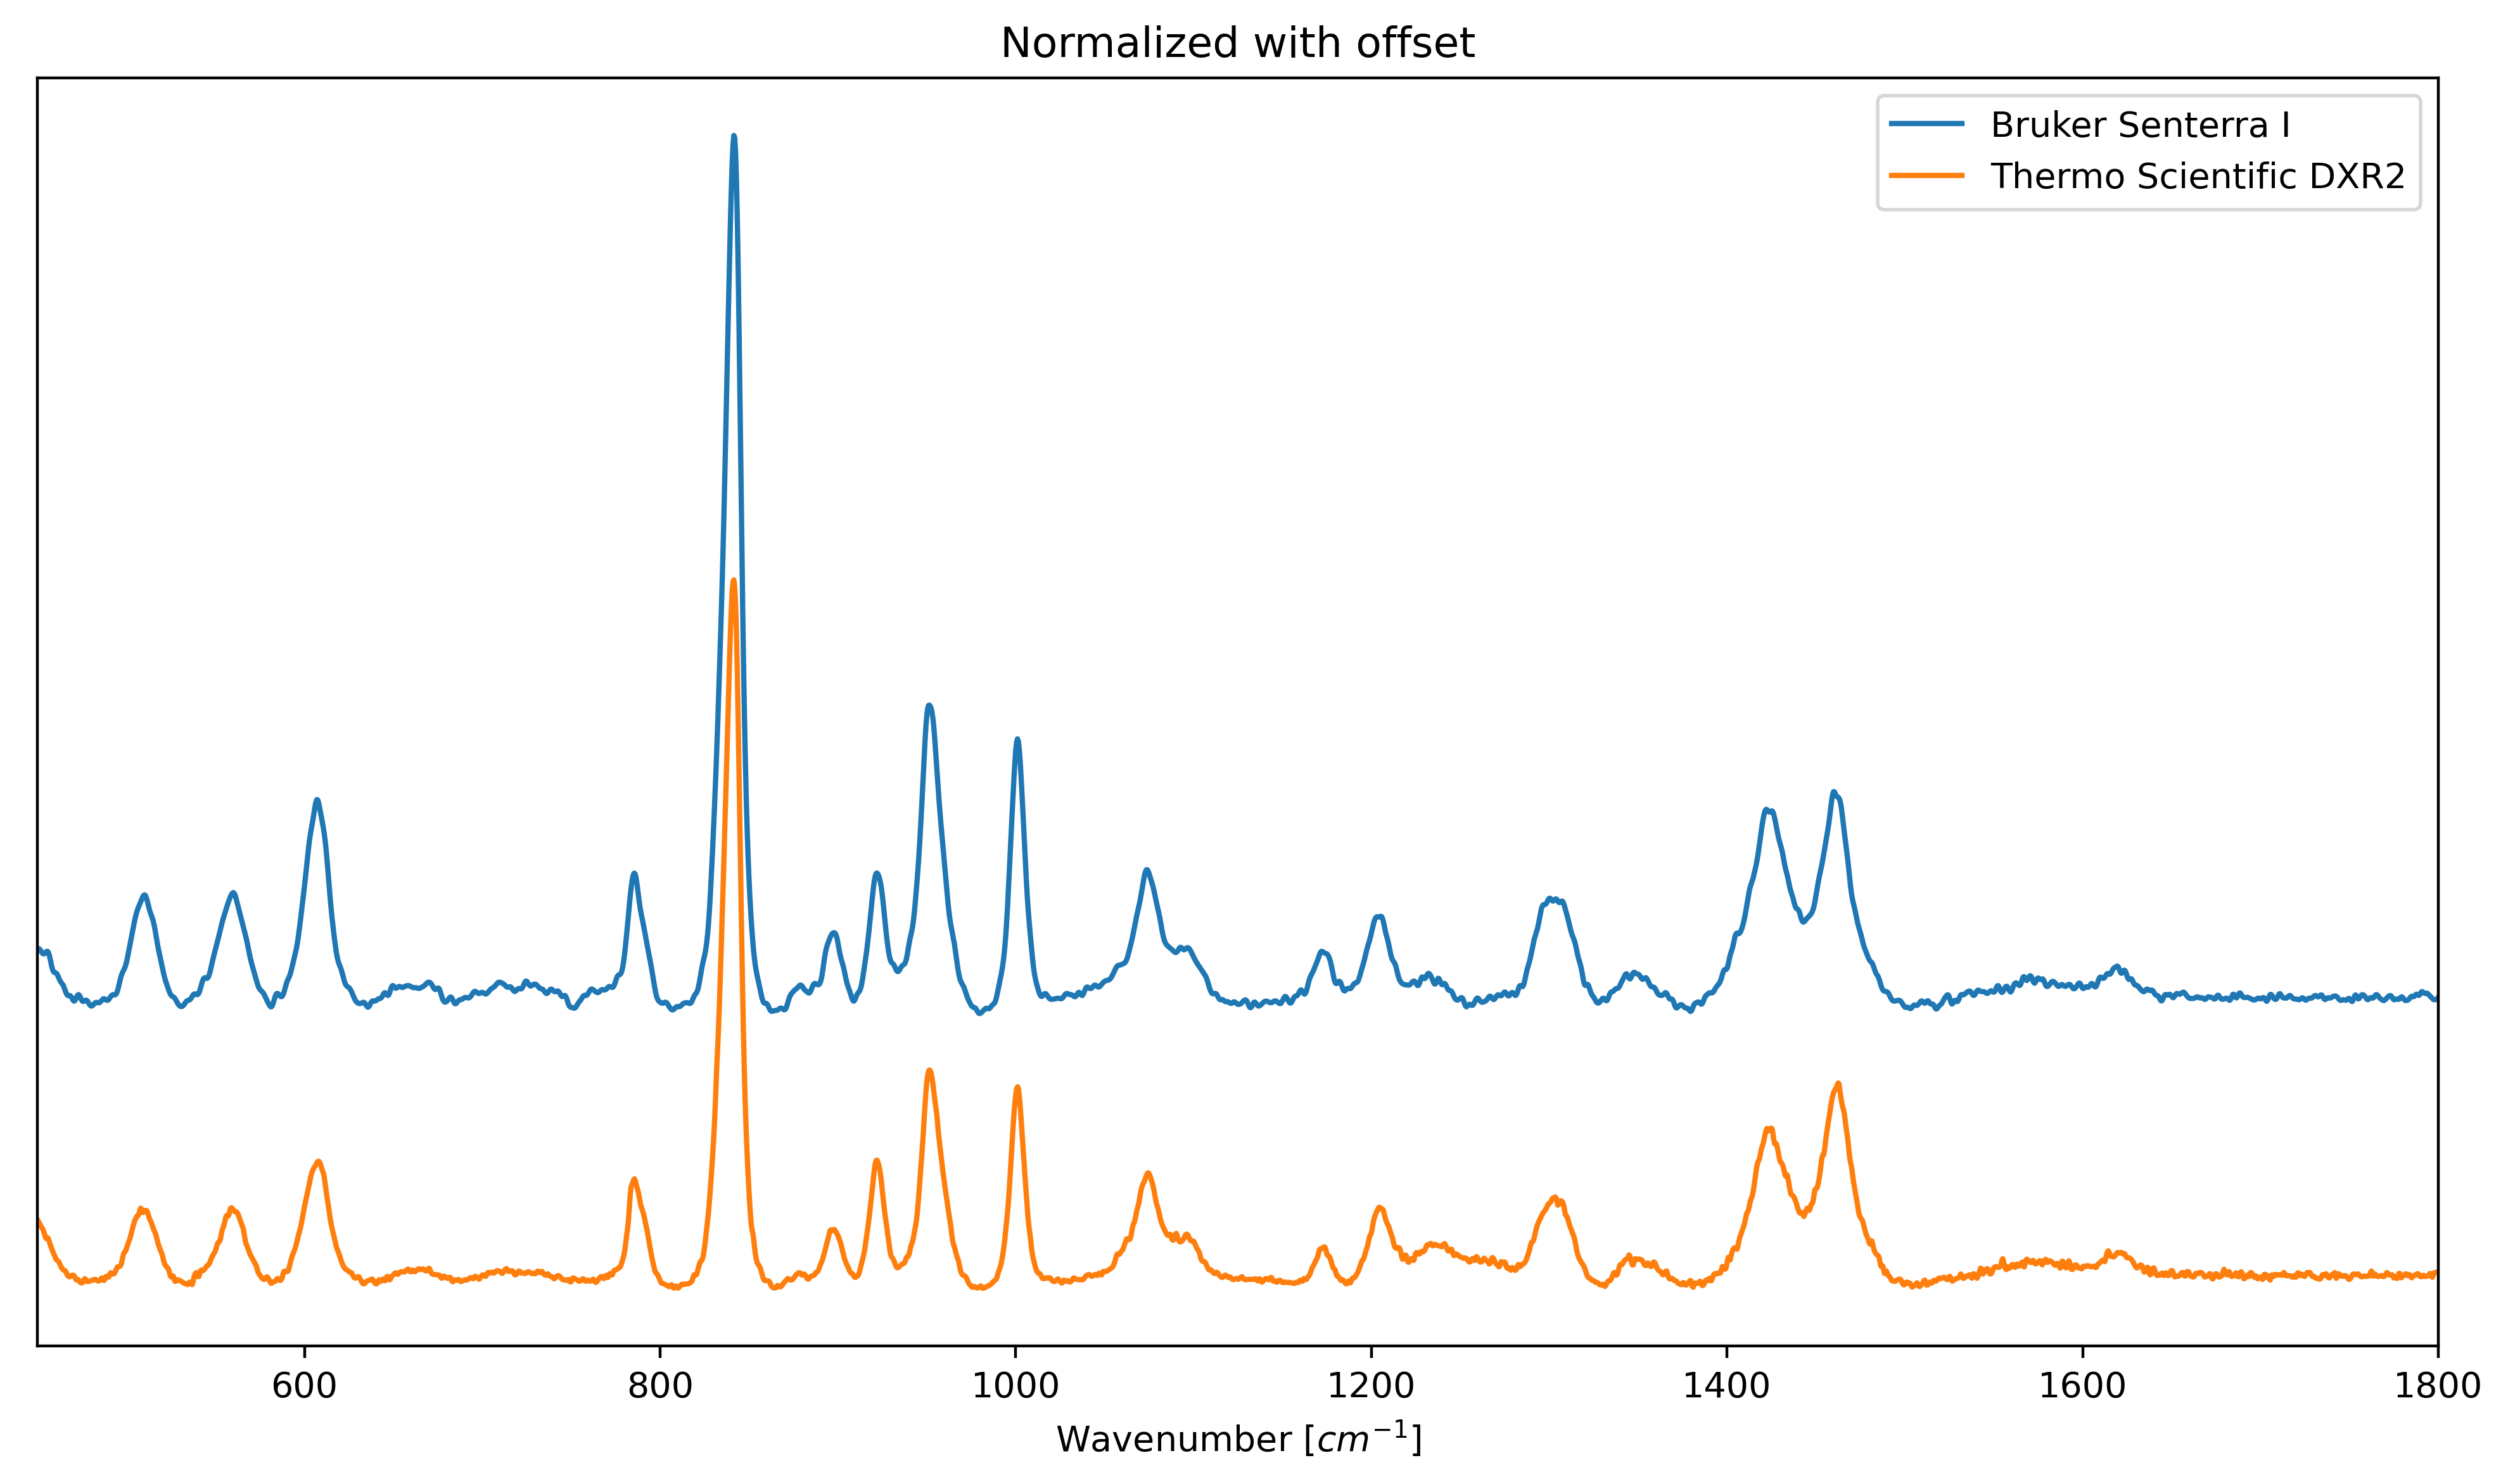 Normalized with offset
Bruker Senterra I
Thermo Scientific DXR2
600 800 1000 1200 1400 1600 1800
Wavenumber [cm⁻¹]